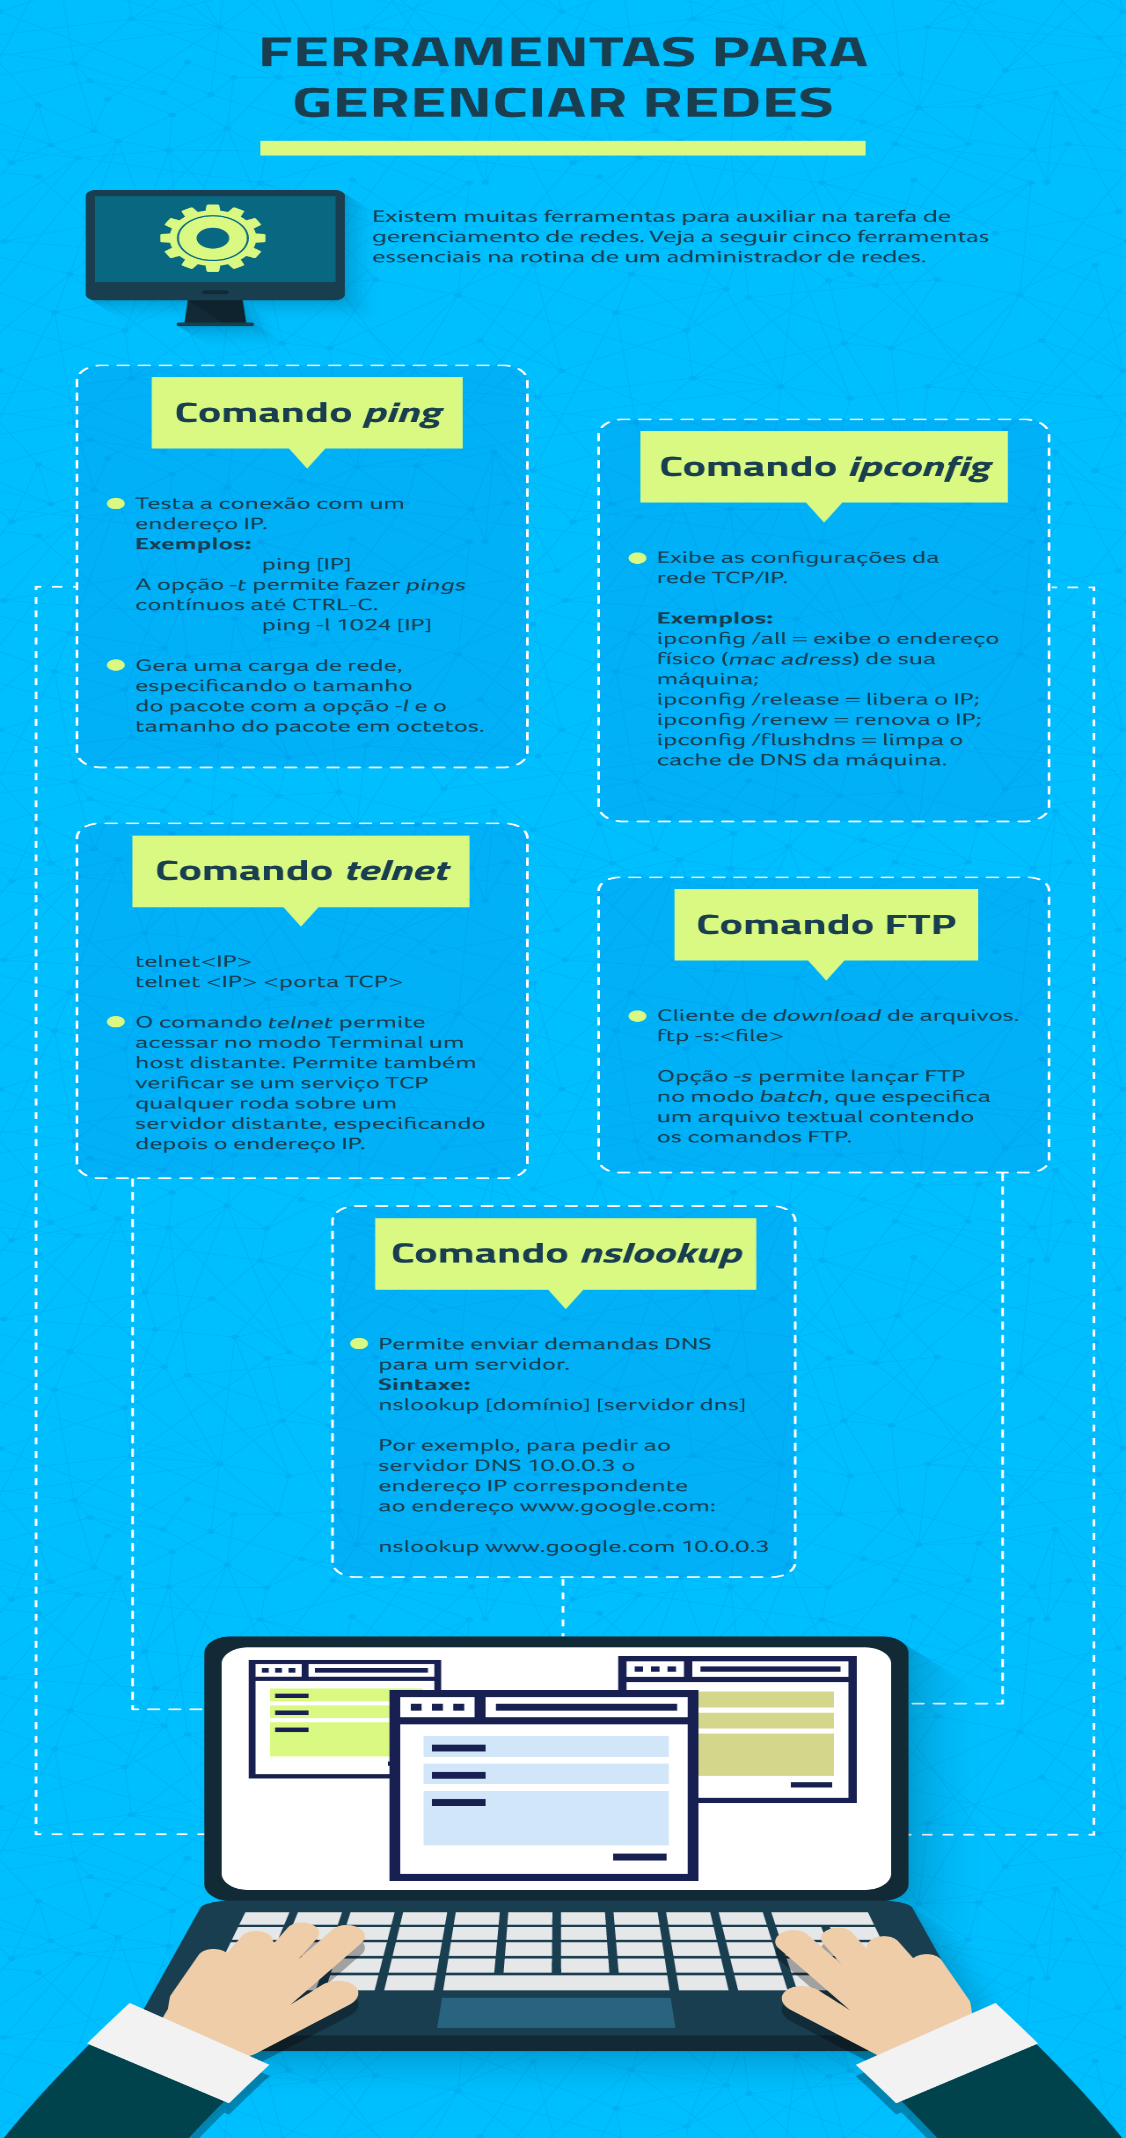 FERRAMENTAS PARA
GERENCIAR REDES
Existem muitas ferramentas para auxiliar na tarefa de
gerenciamento de redes. Veja a seguir cinco ferramentas
essenciais na rotina de um administrador de redes.
Comando ping
Testa a conexão com um
endereço IP.
Exemplos:
ping [IP]
A opção -t permite fazer pings
contínuos até CTRL-C.
ping -l 1024 [IP]
Gera uma carga de rede,
especificando o tamanho
do pacote com a opção -l e o
tamanho do pacote em octetos.
Comando ipconfig
Exibe as configurações da
rede TCP/IP.
Exemplos:
ipconfig /all = exibe o endereço
físico (mac adress) de sua
máquina;
ipconfig /release = libera o IP;
ipconfig /renew = renova o IP;
ipconfig /flushdns = limpa o
cache de DNS da máquina.
Comando telnet
telnet<IP>
telnet <IP> <porta TCP>
O comando telnet permite
acessar no modo Terminal um
host distante. Permite também
verificar se um serviço TCP
qualquer roda sobre um
servidor distante, especificando
depois o endereço IP.
Comando FTP
Cliente de download de arquivos.
ftp -s:<file>
Opção -s permite lançar FTP
no modo batch, que especifica
um arquivo textual contendo
os comandos FTP.
Comando nslookup
Permite enviar demandas DNS
para um servidor.
Sintaxe:
nslookup [domínio] [servidor dns]
Por exemplo, para pedir ao
servidor DNS 10.0.0.3 o
endereço IP correspondente
ao endereço www.google.com:
nslookup www.google.com 10.0.0.3